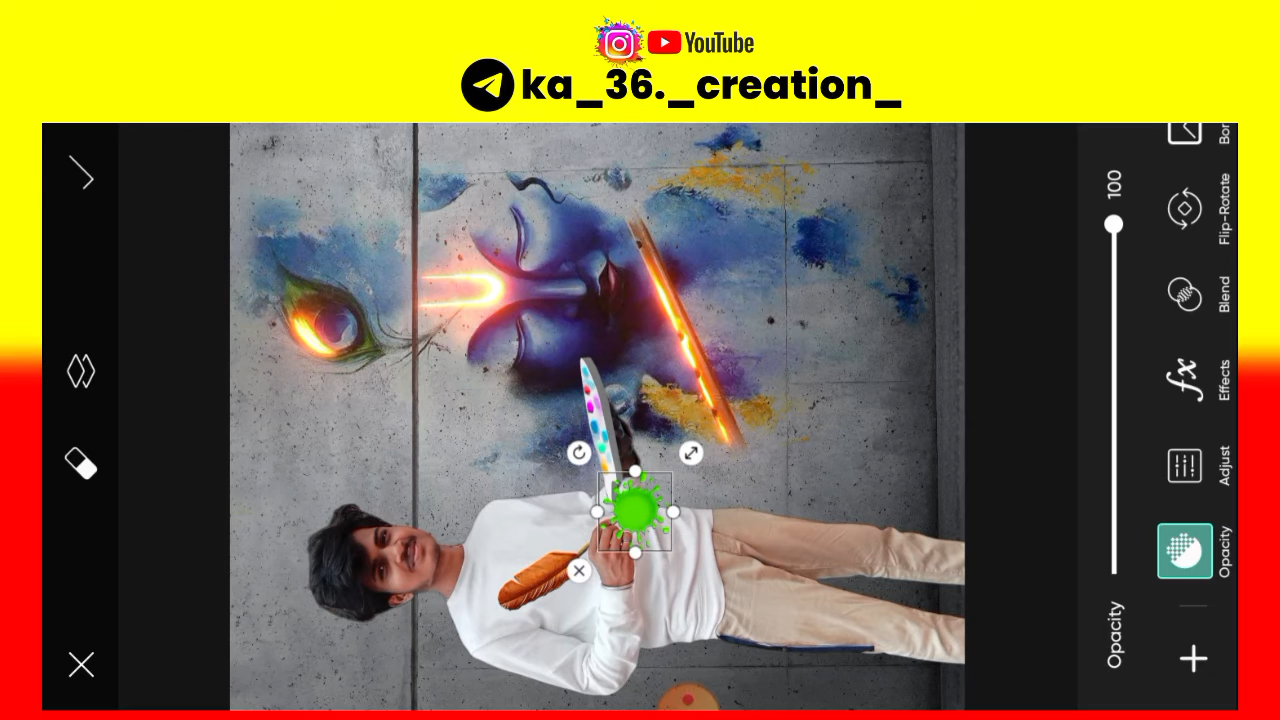 YouTube
ka_36._creation_
Bor
Flip-Rotate
Blend
fx
Effects
Adjust
Opacity
100
Opacity